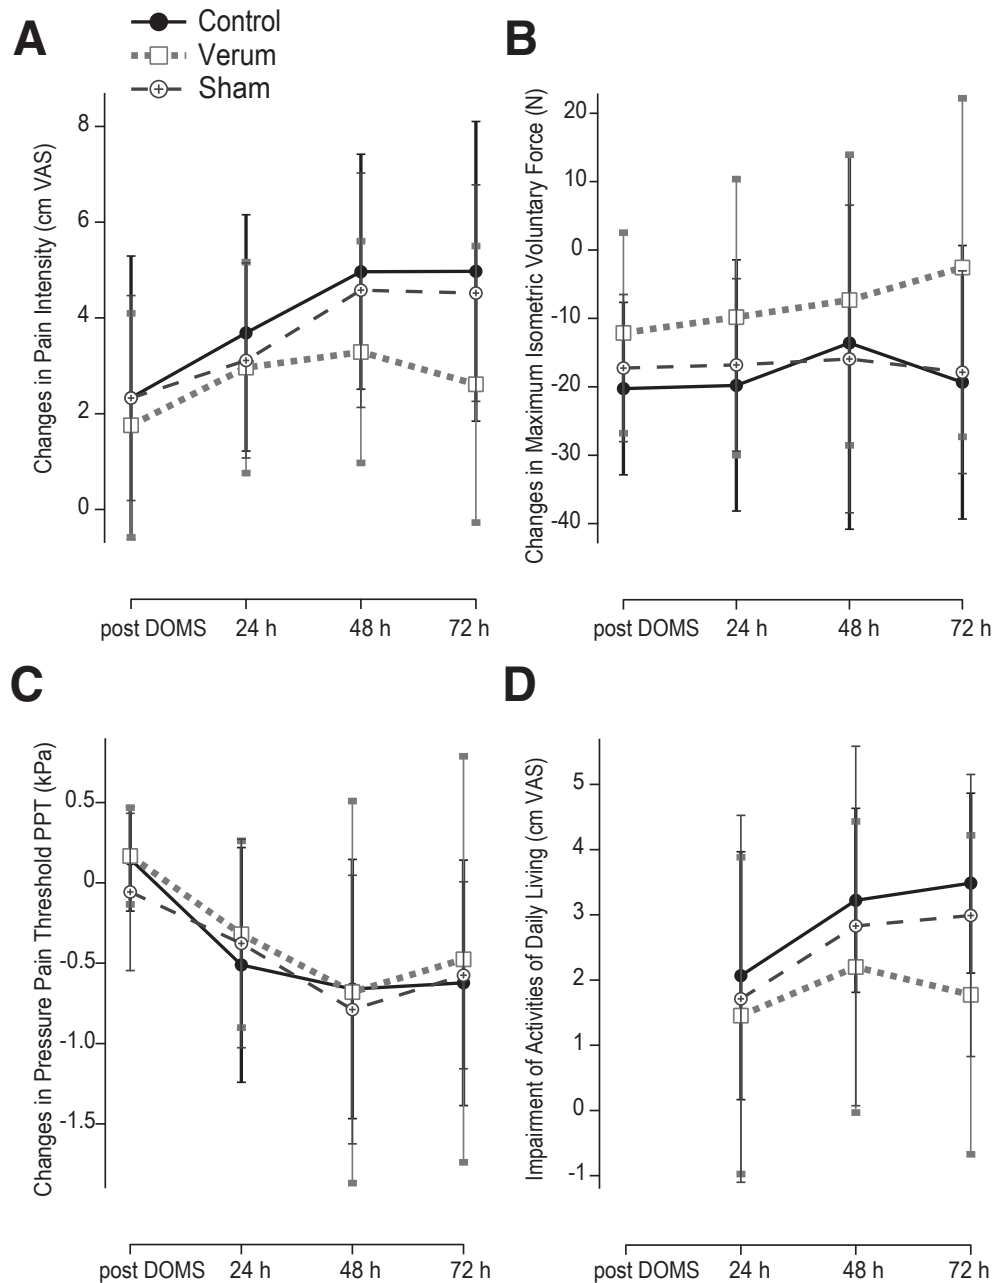 A
Control
Verum
Sham
Changes in Pain Intensity (cm VAS)
8
6
4
2
0
post DOMS 24 h 48 h 72 h
B
Changes in Maximum Isometric Voluntary Force (N)
20
10
0
-10
-20
-30
-40
post DOMS 24 h 48 h 72 h
C
Changes in Pressure Pain Threshold PPT (kPa)
0.5
0
-0.5
-1.0
-1.5
post DOMS 24 h 48 h 72 h
D
Impairment of Activities of Daily Living (cm VAS)
5
4
3
2
1
0
-1
post DOMS 24 h 48 h 72 h